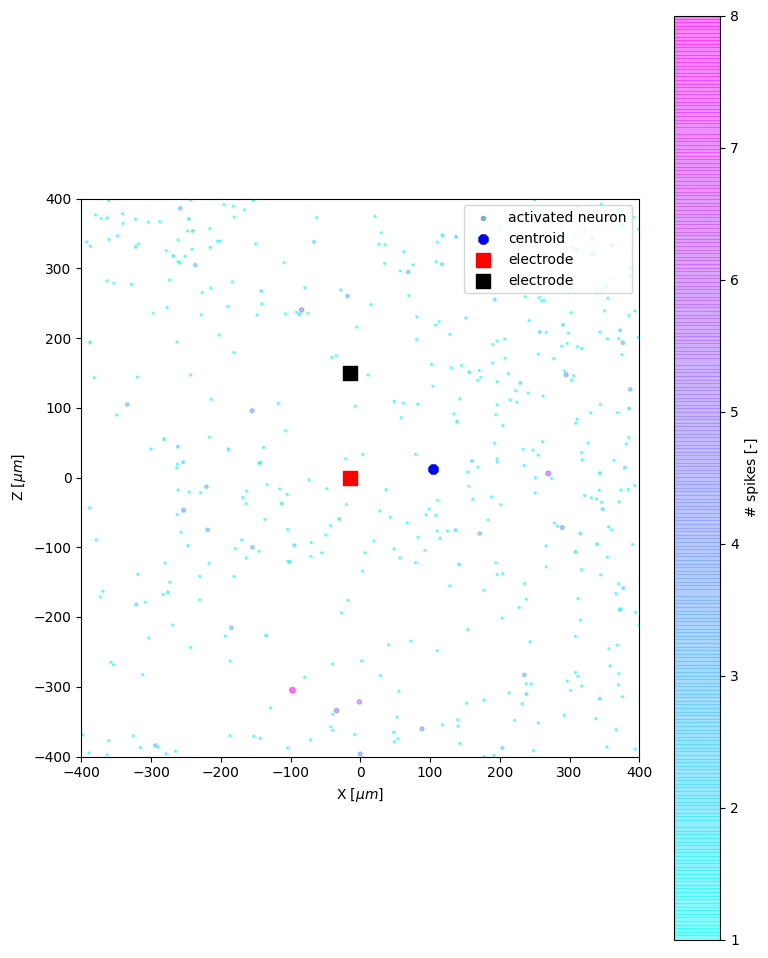 8
7
6
5
4
3
2
1
# spikes [-]
activated neuron
centroid
electrode
electrode
400
300
200
100
0
−100
−200
−300
−400
Z [μm]
−400 −300 −200 −100 0 100 200 300 400
X [μm]